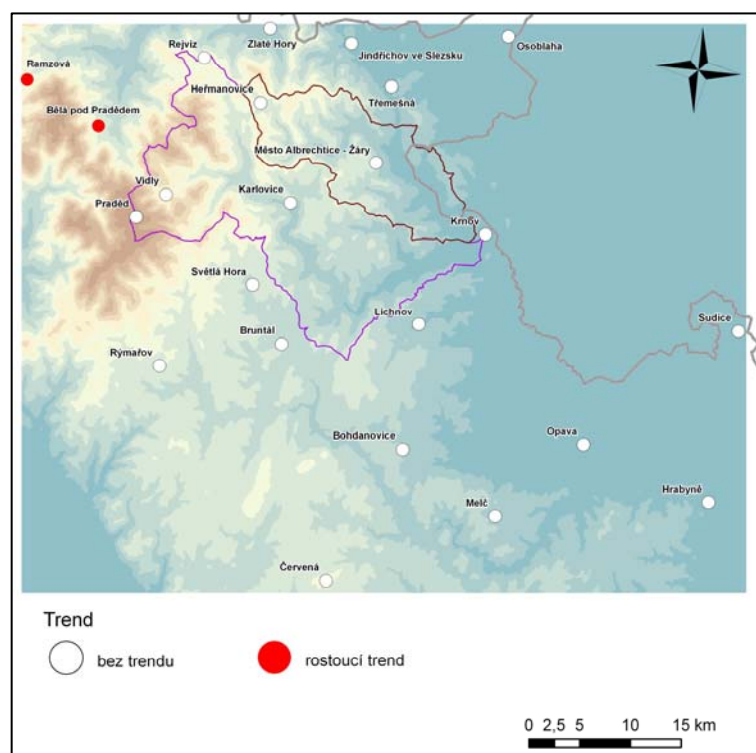 Zlaté Hory
Osoblaha
Jindřichov ve Slezsku
Rejvíz
Ramzová
Heřmanovice
Třemešná
Bělá pod Pradědem
Město Albrechtice - Žáry
Vidly
Karlovice
Praděd
Krnov
Světlá Hora
Lichnov
Sudice
Bruntál
Rýmařov
Bohdanovice
Opava
Hrabyně
Melč
Červená
Trend
bez trendu
rostoucí trend
0 2,5 5 10 15 km